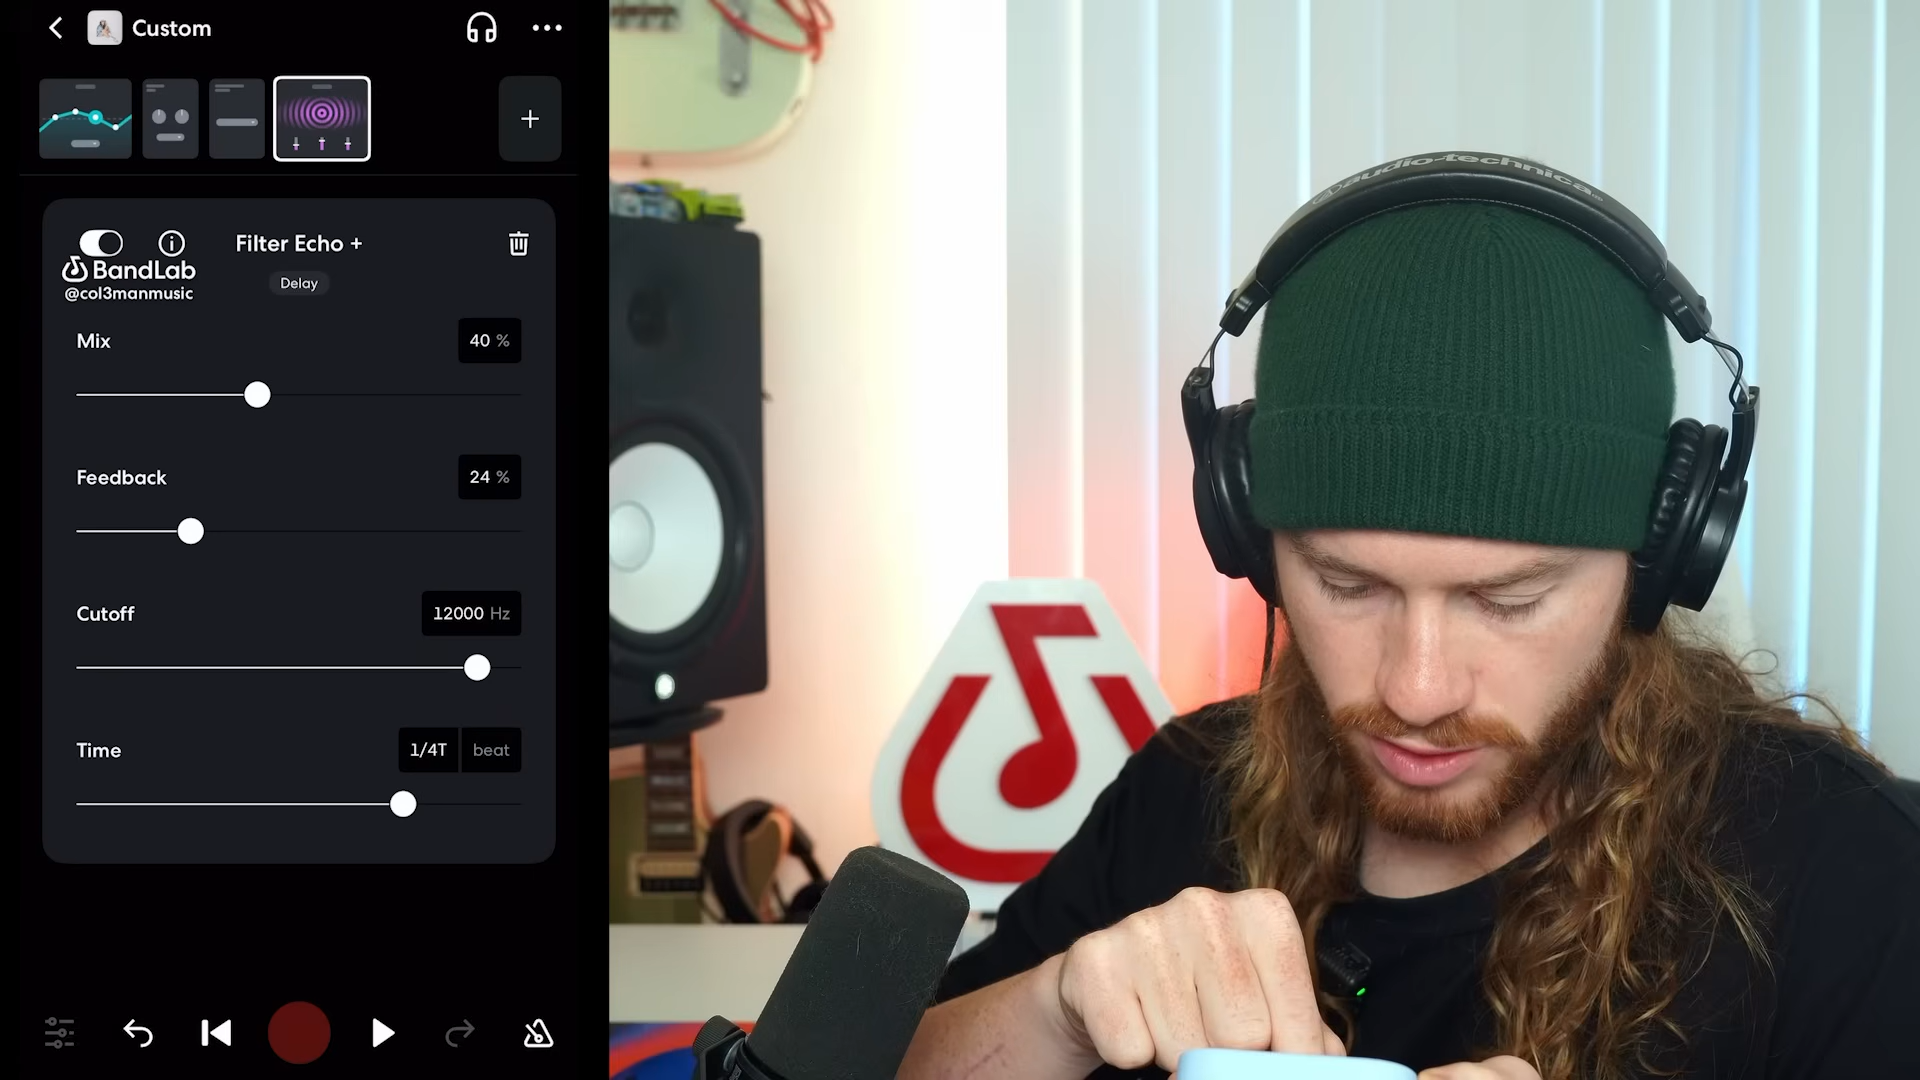 Custom
Filter Echo +
BandLab
@col3manmusic
Delay
Mix
40 %
Feedback
24 %
Cutoff
12000 Hz
Time
1/4T beat
audio-technica